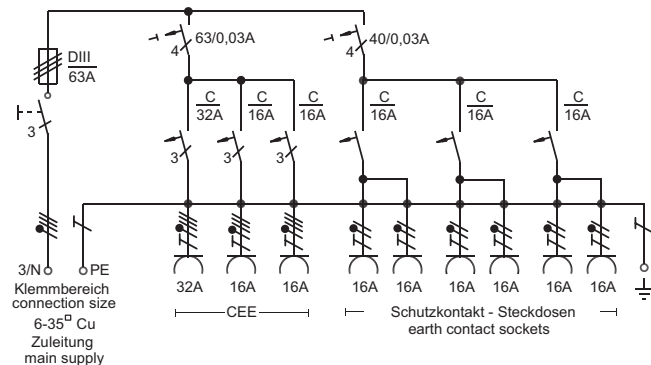 63/0,03A
4
40/0,03A
4
DIII
63A
3
C
32A
C
16A
C
16A
C
16A
C
16A
C
16A
3
3
3
3/N
PE
32A
16A
16A
16A
16A
16A
16A
16A
16A
Klemmbereich
connection size
6-35□ Cu
Zuleitung
main supply
CEE
Schutzkontakt - Steckdosen
earth contact sockets